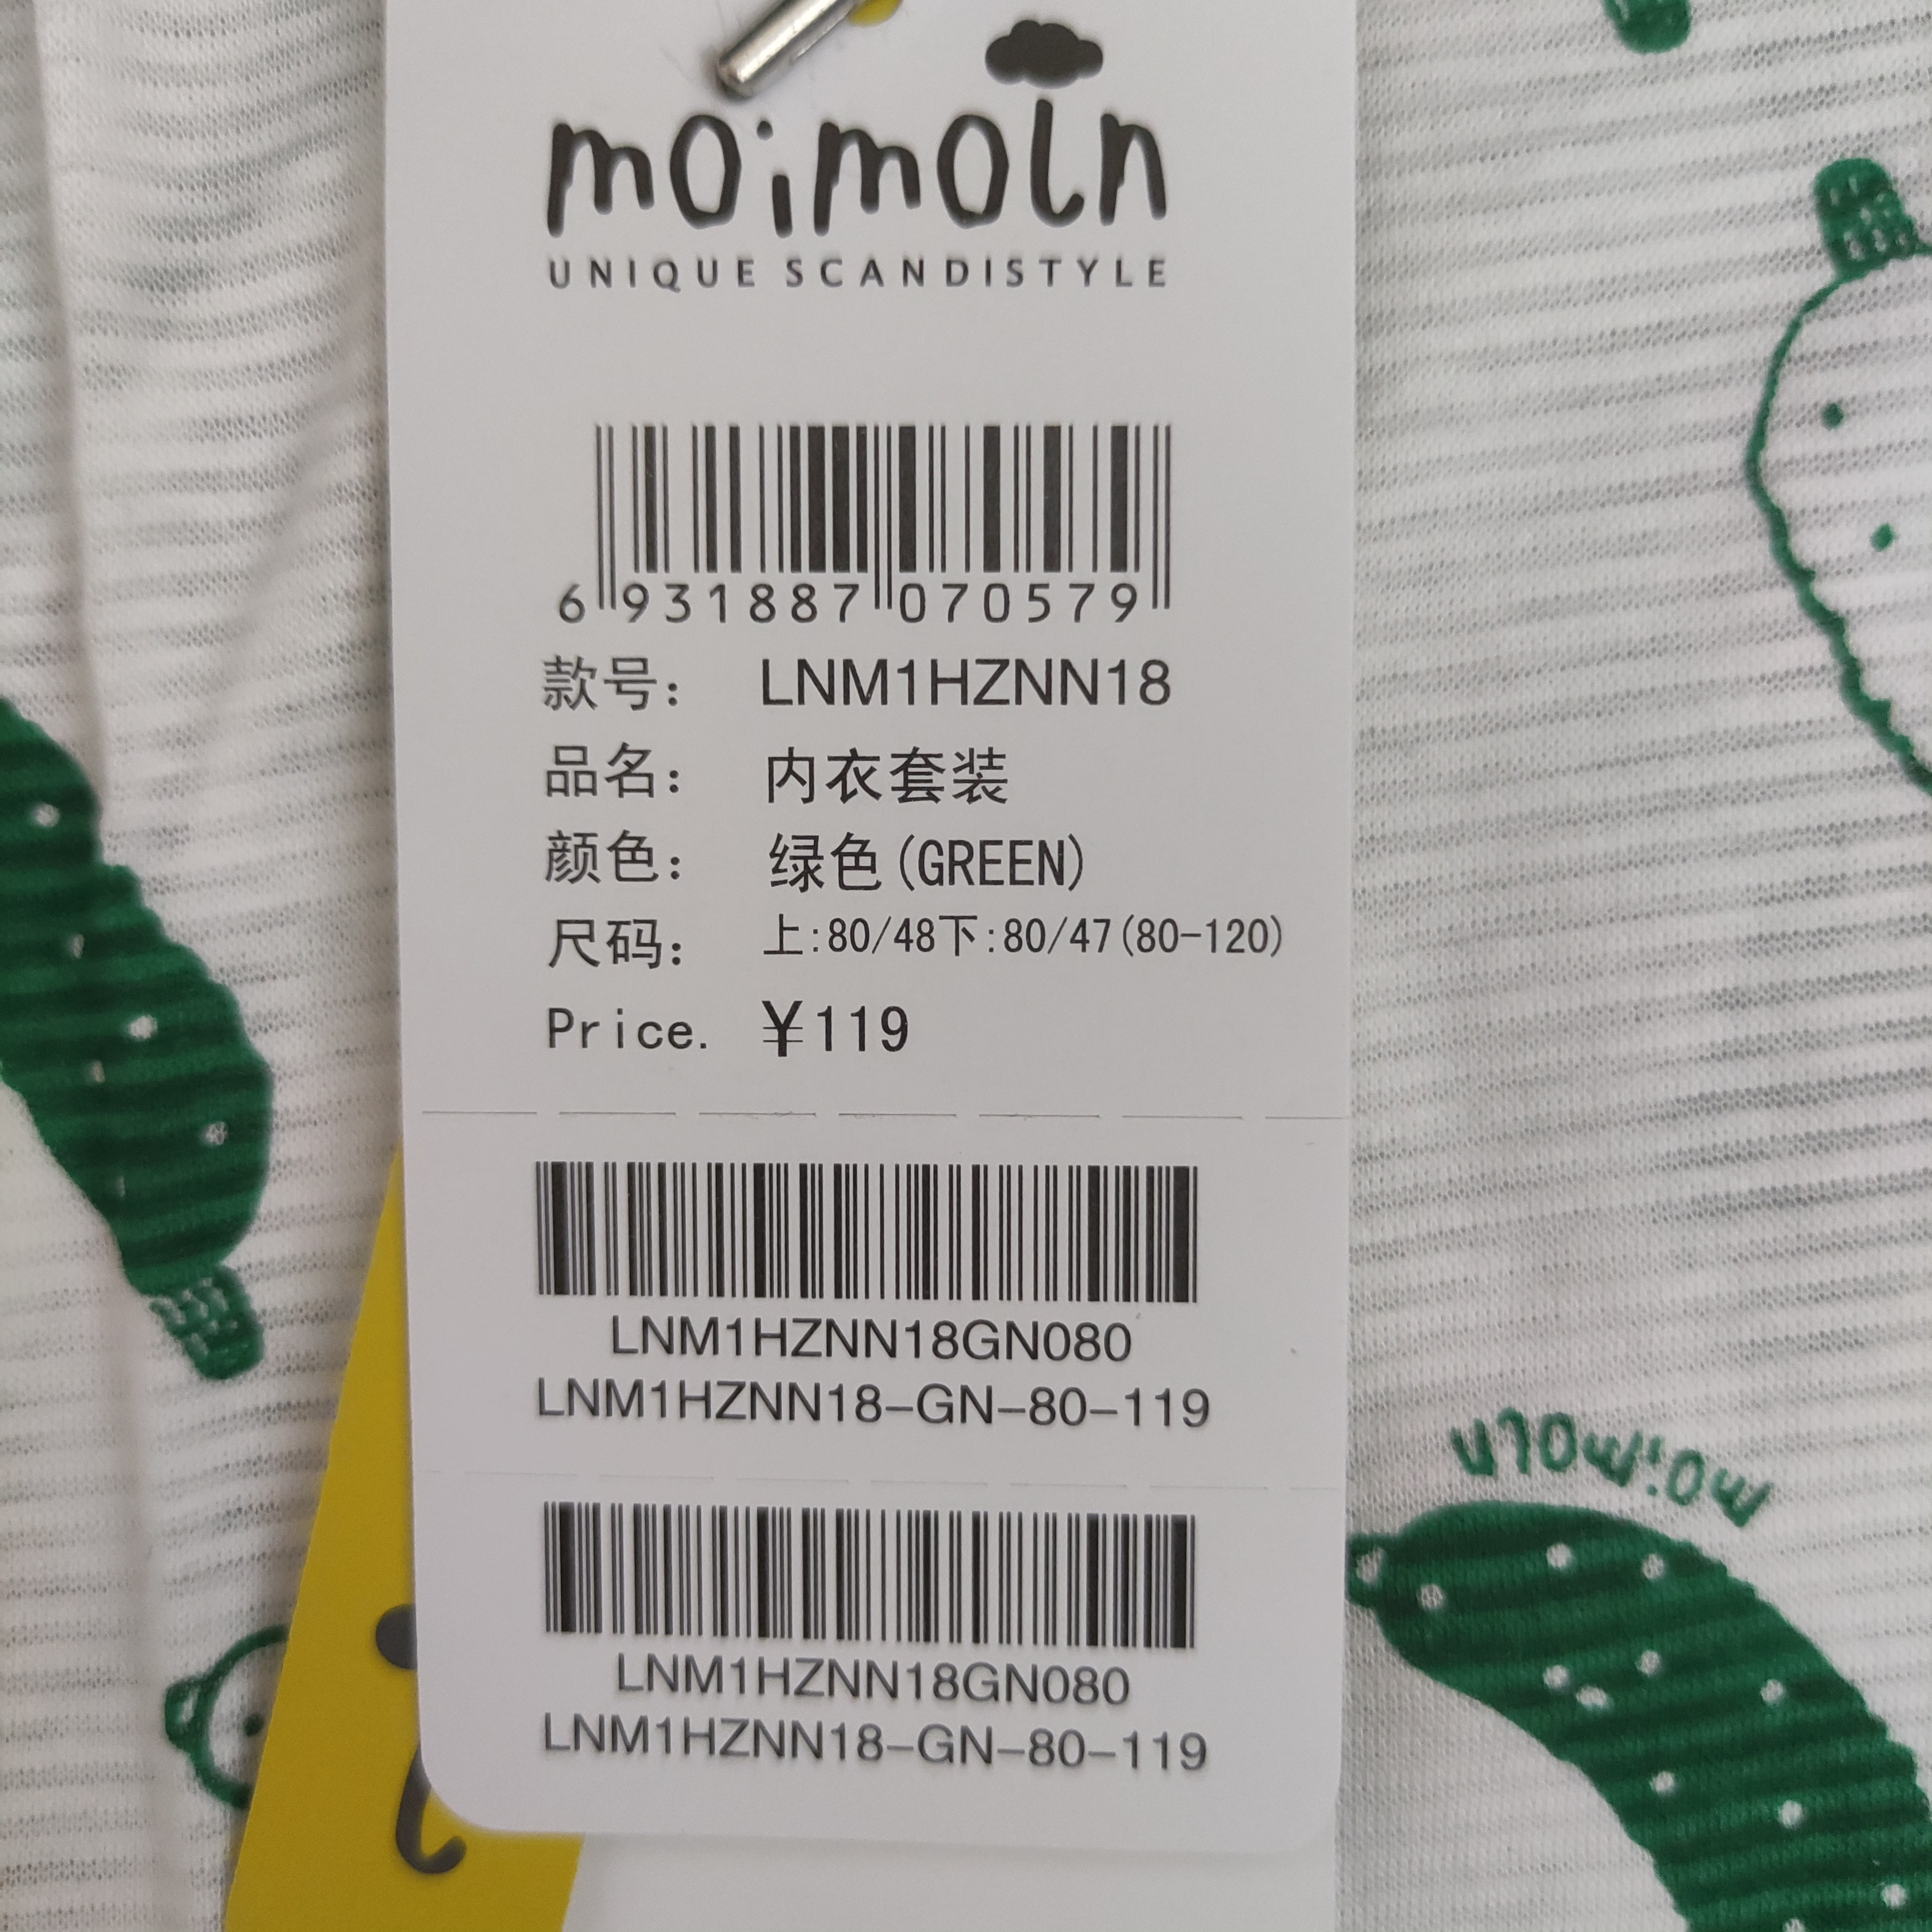 moimoln
UNIQUE SCANDISTYLE
6 931887 070579
款号： LNM1HZNN18
品名： 内衣套装
颜色： 绿色(GREEN)
尺码： 上:80/48下:80/47(80-120)
Price. ¥119
LNM1HZNN18GN080
LNM1HZNN18-GN-80-119
moimoln
LNM1HZNN18GN080
LNM1HZNN18-GN-80-119